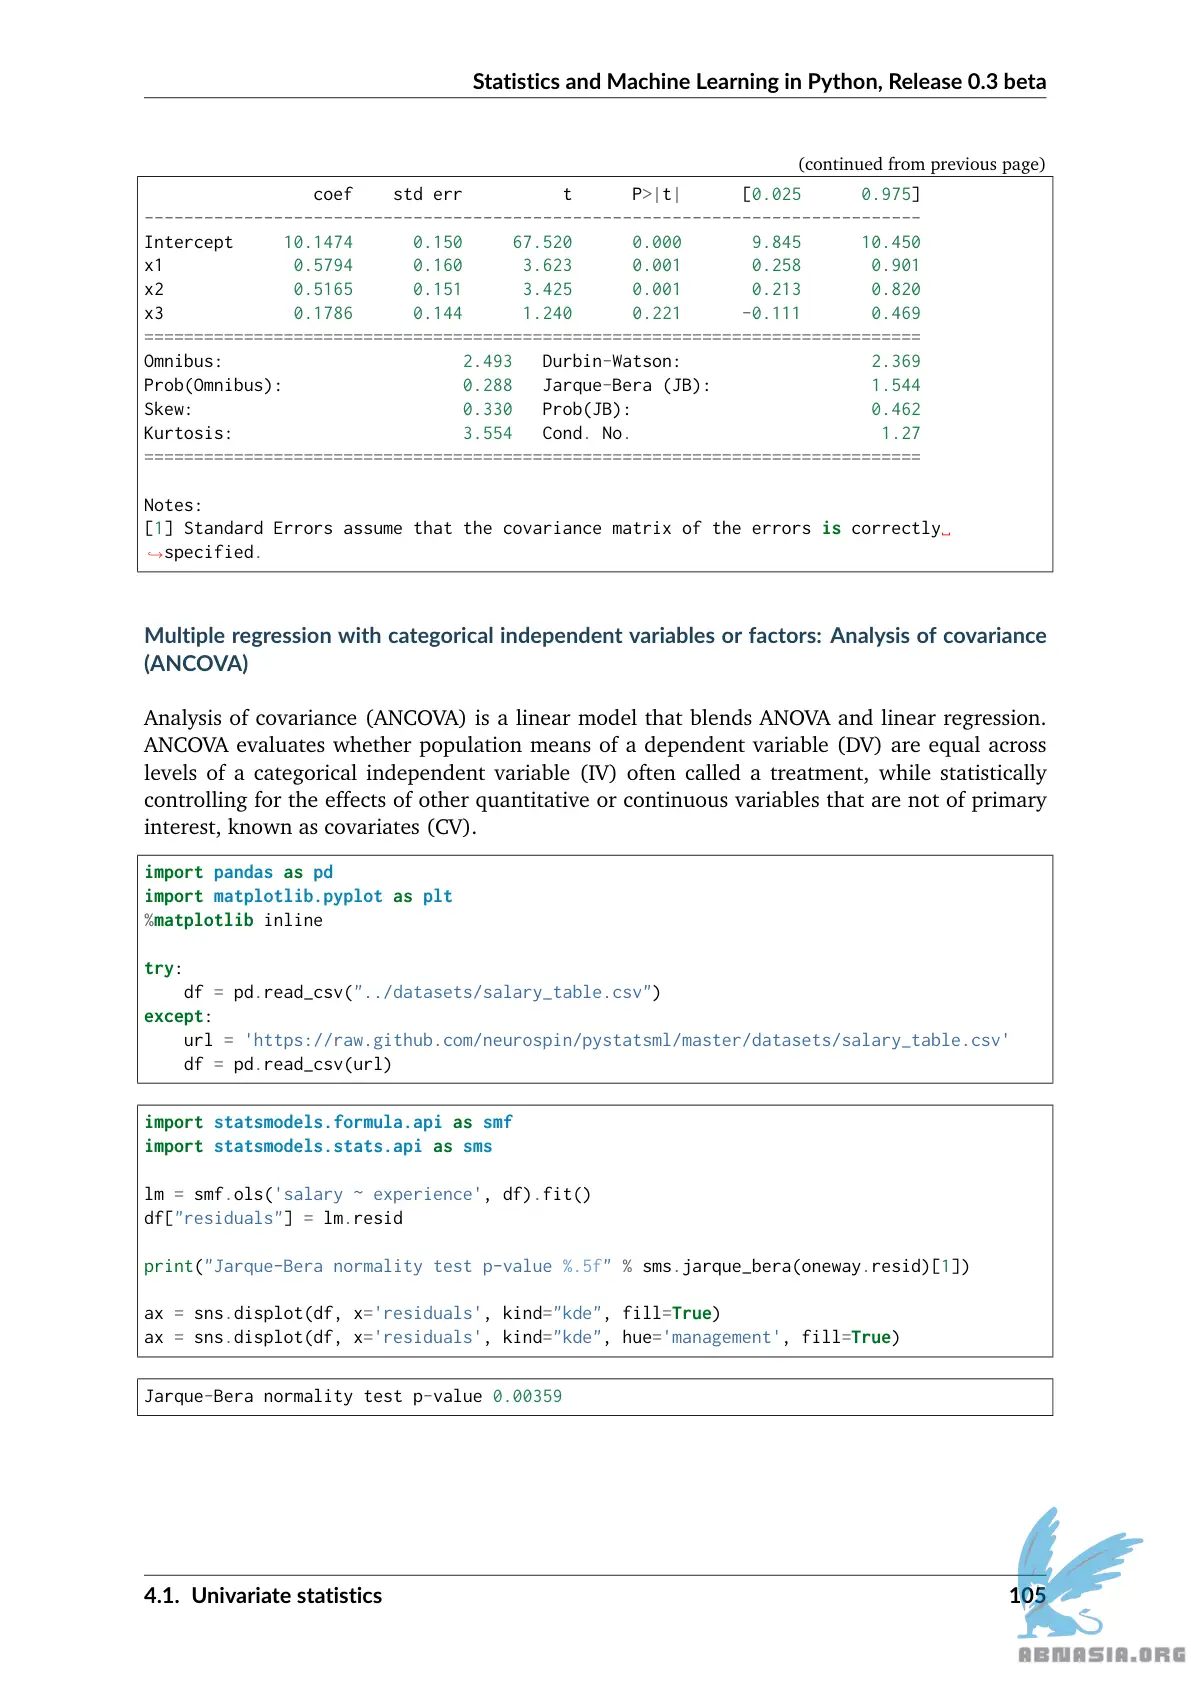 Statistics and Machine Learning in Python, Release 0.3 beta
(continued from previous page)
coef std err t P>|t| [0.025 0.975]
------------------------------------------------------------------------------
Intercept 10.1474 0.150 67.520 0.000 9.845 10.450
x1 0.5794 0.160 3.623 0.001 0.258 0.901
x2 0.5165 0.151 3.425 0.001 0.213 0.820
x3 0.1786 0.144 1.240 0.221 -0.111 0.469
==============================================================================
Omnibus: 2.493 Durbin-Watson: 2.369
Prob(Omnibus): 0.288 Jarque-Bera (JB): 1.544
Skew: 0.330 Prob(JB): 0.462
Kurtosis: 3.554 Cond. No. 1.27
==============================================================================
Notes:
[1] Standard Errors assume that the covariance matrix of the errors is correctly␣
↪specified.
Multiple regression with categorical independent variables or factors: Analysis of covariance
(ANCOVA)
Analysis of covariance (ANCOVA) is a linear model that blends ANOVA and linear regression.
ANCOVA evaluates whether population means of a dependent variable (DV) are equal across
levels of a categorical independent variable (IV) often called a treatment, while statistically
controlling for the effects of other quantitative or continuous variables that are not of primary
interest, known as covariates (CV).
import pandas as pd
import matplotlib.pyplot as plt
%matplotlib inline
try:
    df = pd.read_csv("../datasets/salary_table.csv")
except:
    url = 'https://raw.github.com/neurospin/pystatsml/master/datasets/salary_table.csv'
    df = pd.read_csv(url)
import statsmodels.formula.api as smf
import statsmodels.stats.api as sms
lm = smf.ols('salary ~ experience', df).fit()
df["residuals"] = lm.resid
print("Jarque-Bera normality test p-value %.5f" % sms.jarque_bera(oneway.resid)[1])
ax = sns.displot(df, x='residuals', kind="kde", fill=True)
ax = sns.displot(df, x='residuals', kind="kde", hue='management', fill=True)
Jarque-Bera normality test p-value 0.00359
4.1. Univariate statistics 105
ABNASIA.ORG